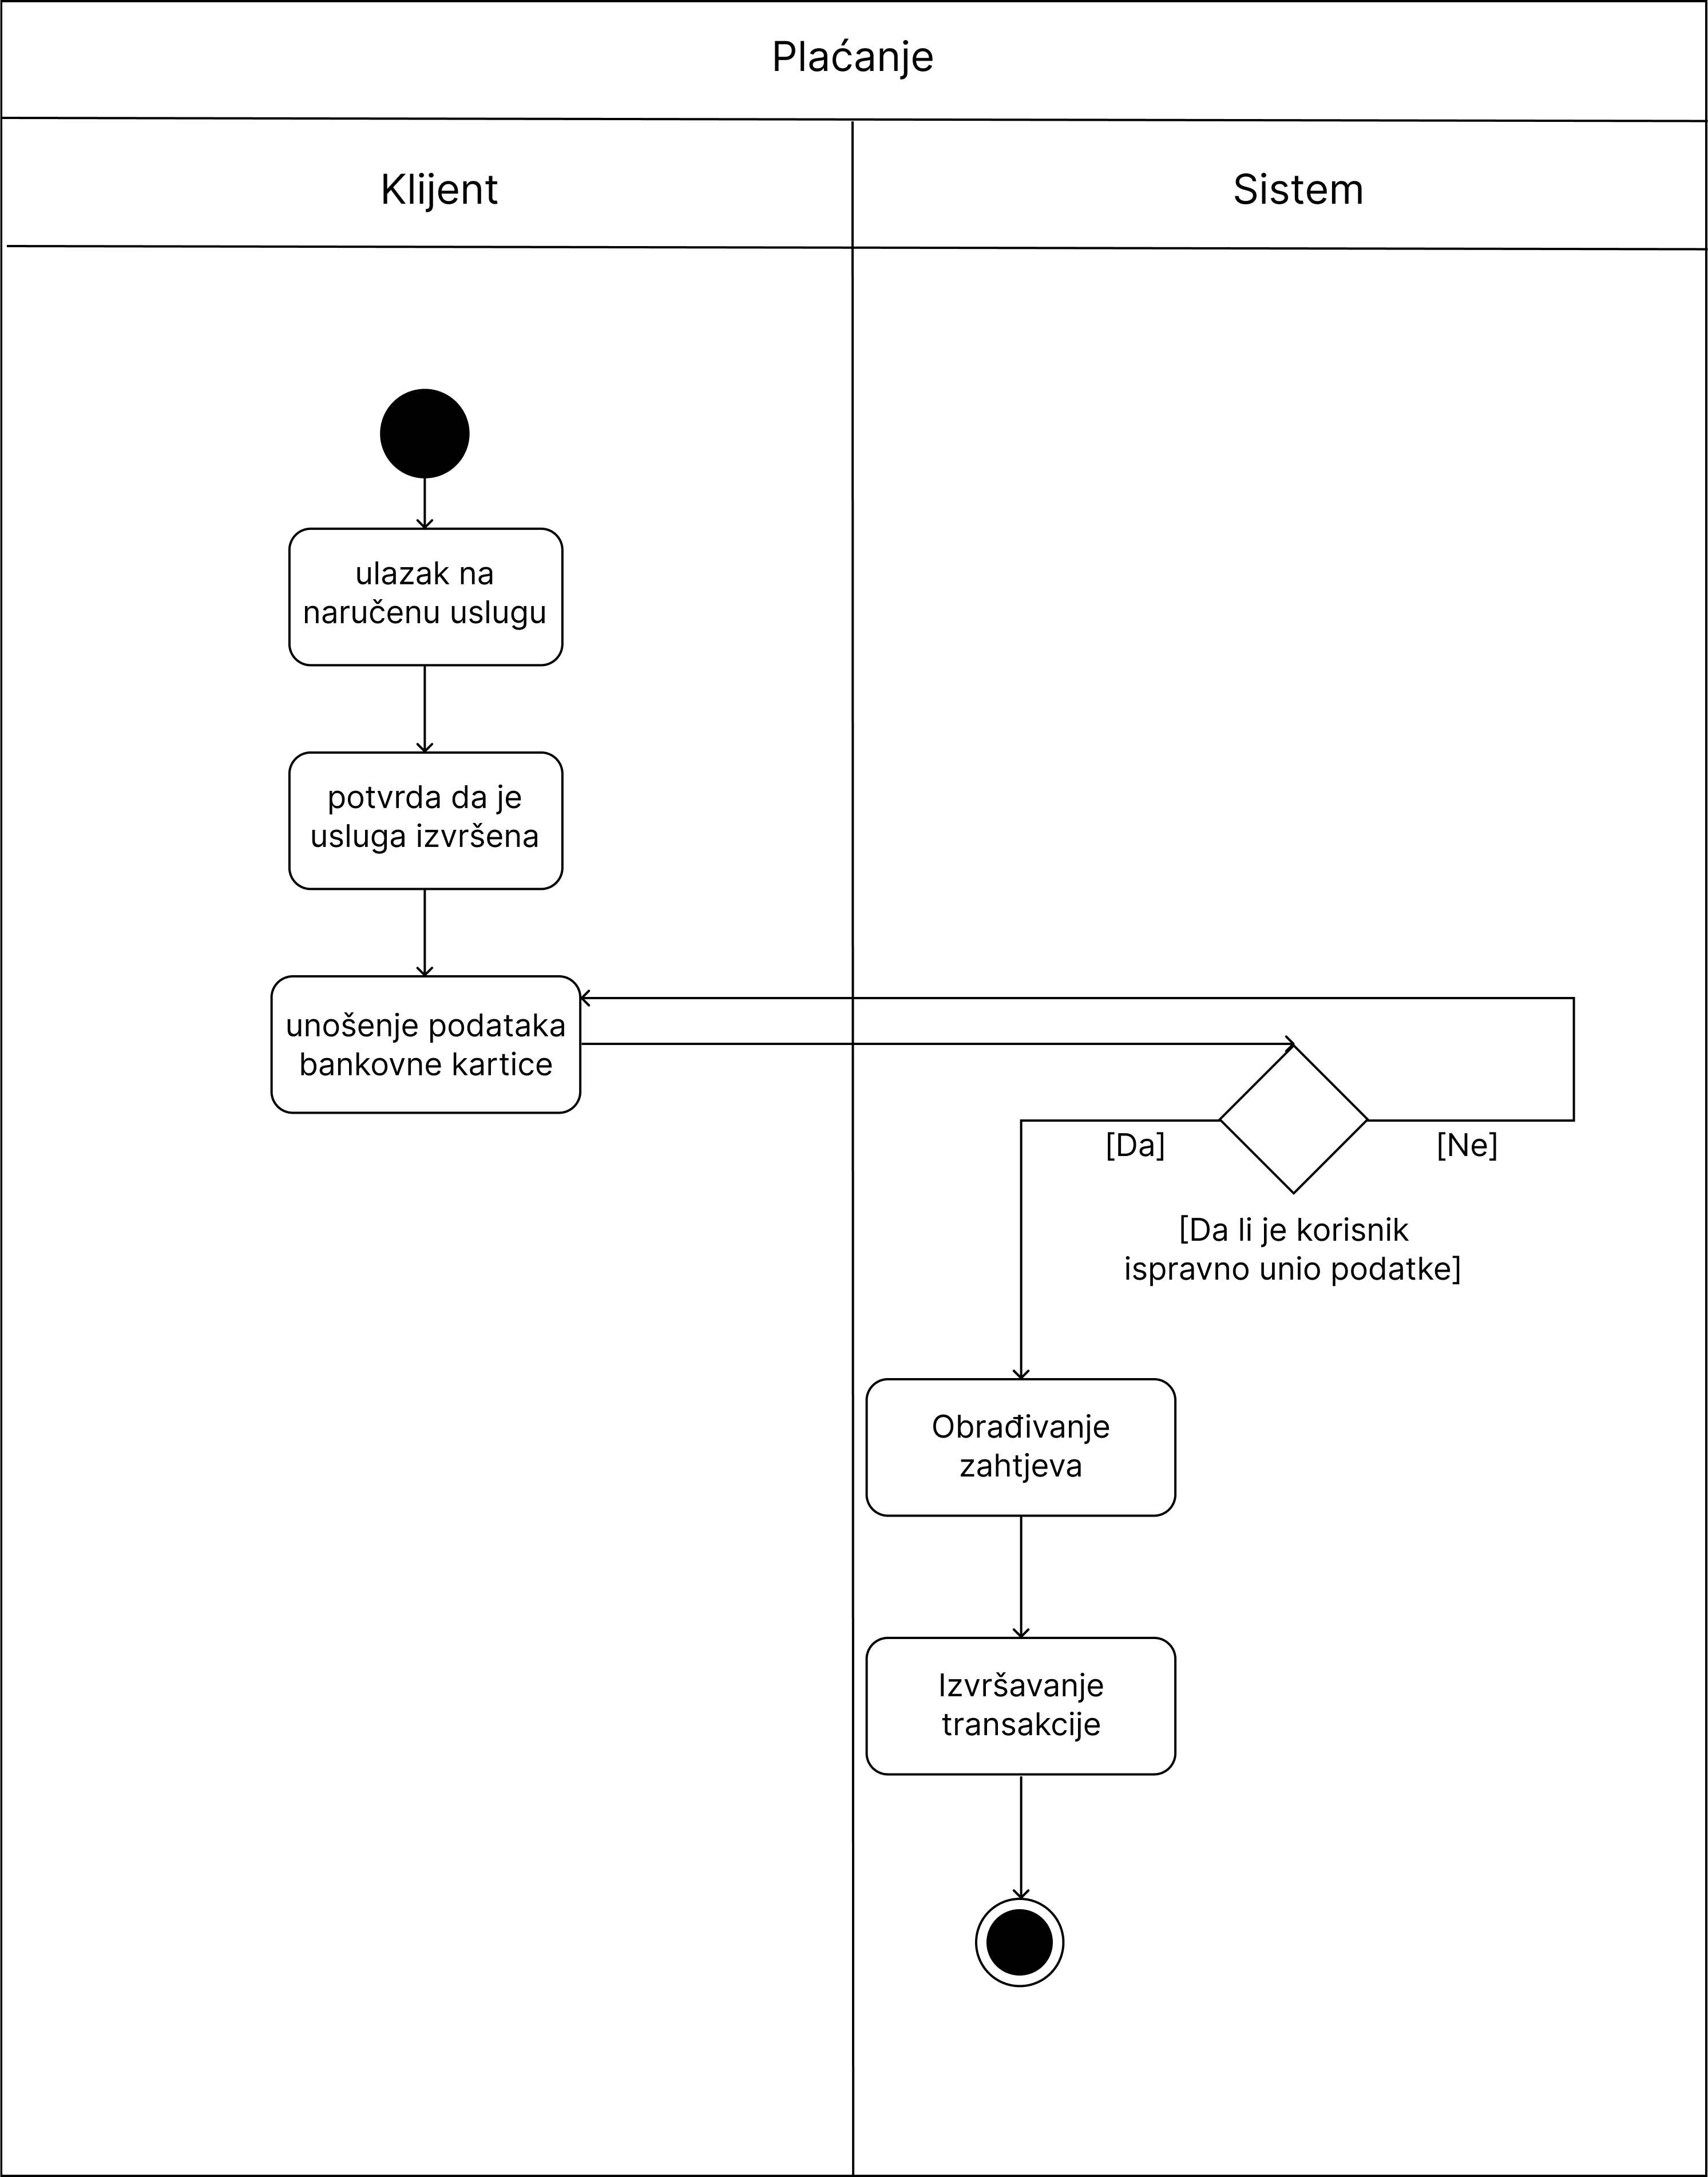 Plaćanje
Klijent
Sistem
ulazak na
naručenu uslugu
potvrda da je
usluga izvršena
unošenje podataka
bankovne kartice
[Da]
[Ne]
[Da li je korisnik
ispravno unio podatke]
Obrađivanje
zahtjeva
Izvršavanje
transakcije